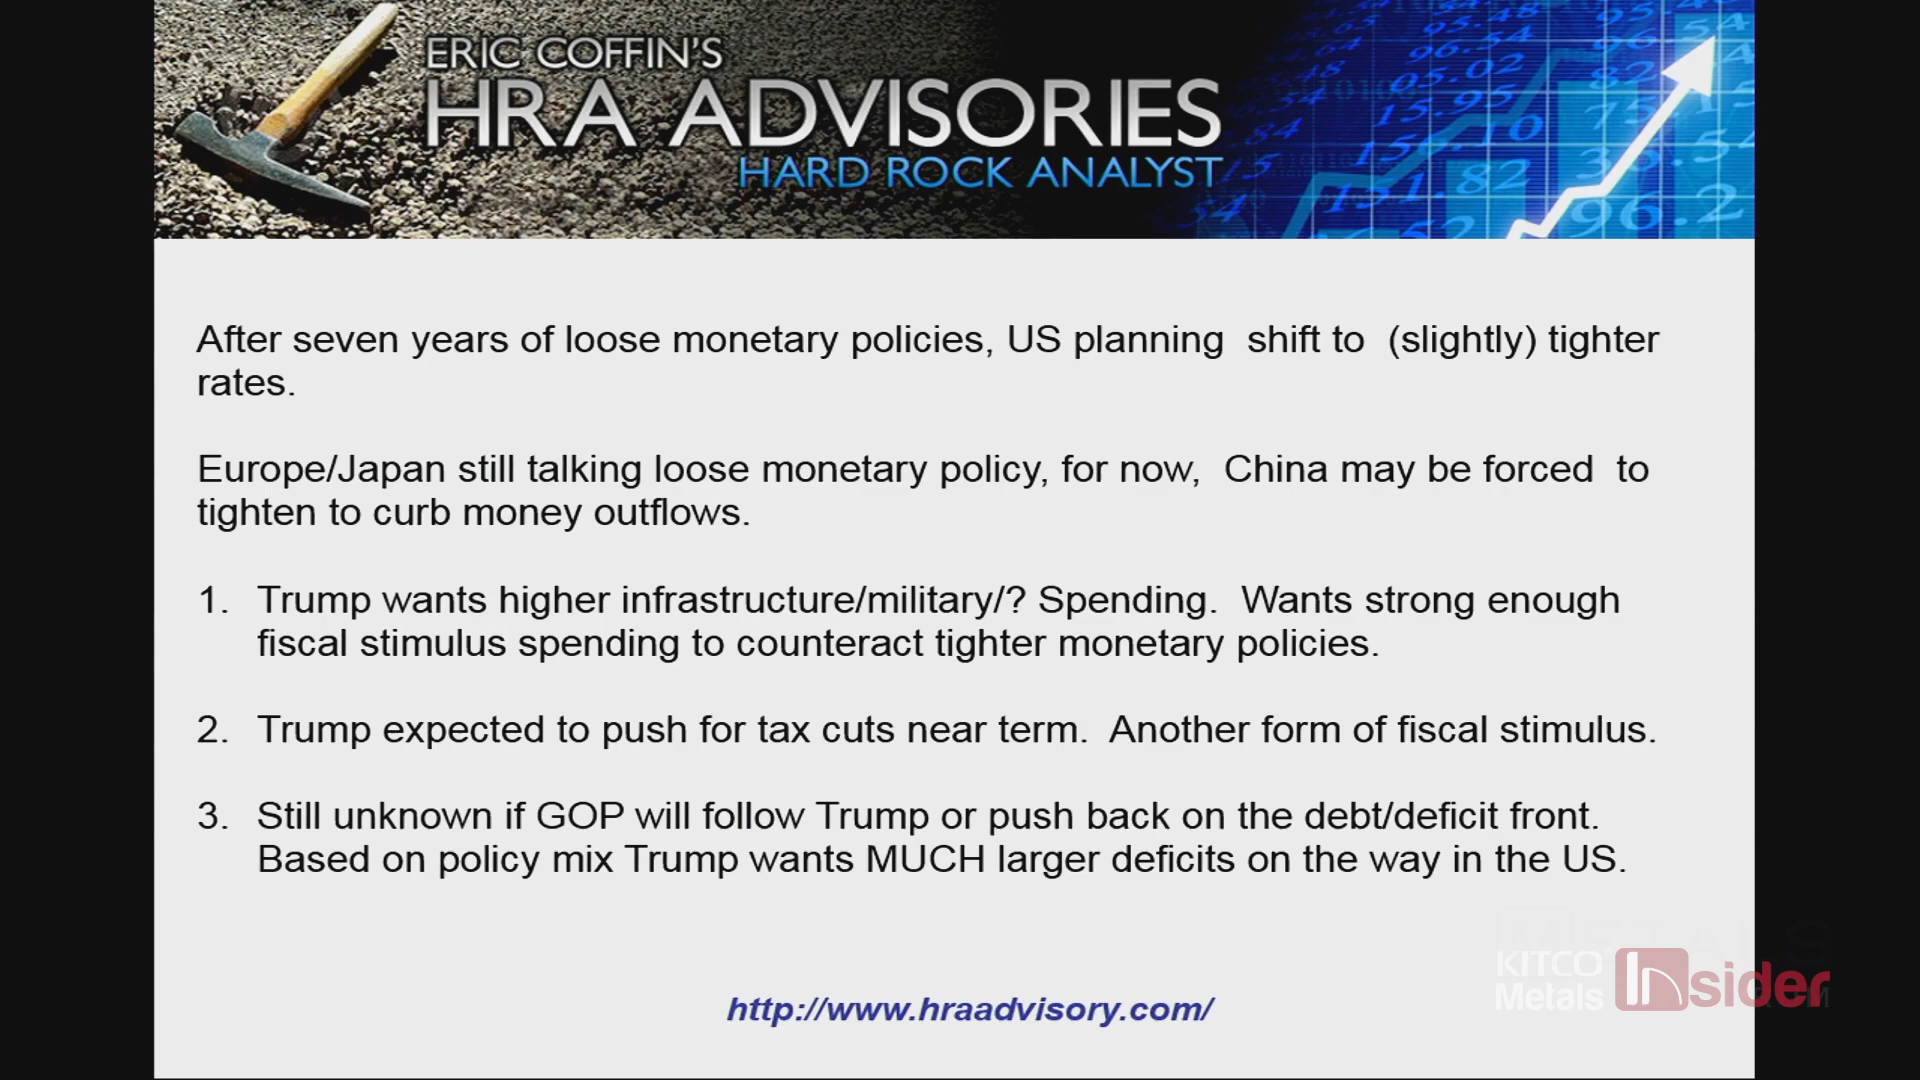 ERIC COFFIN'S
HRA ADVISORIES
HARD ROCK ANALYST
After seven years of loose monetary policies, US planning shift to (slightly) tighter
rates.
Europe/Japan still talking loose monetary policy, for now, China may be forced to
tighten to curb money outflows.
1. Trump wants higher infrastructure/military/? Spending. Wants strong enough
fiscal stimulus spending to counteract tighter monetary policies.
2. Trump expected to push for tax cuts near term. Another form of fiscal stimulus.
3. Still unknown if GOP will follow Trump or push back on the debt/deficit front.
Based on policy mix Trump wants MUCH larger deficits on the way in the US.
KITCO
Metals Insider
http://www.hraadvisory.com/